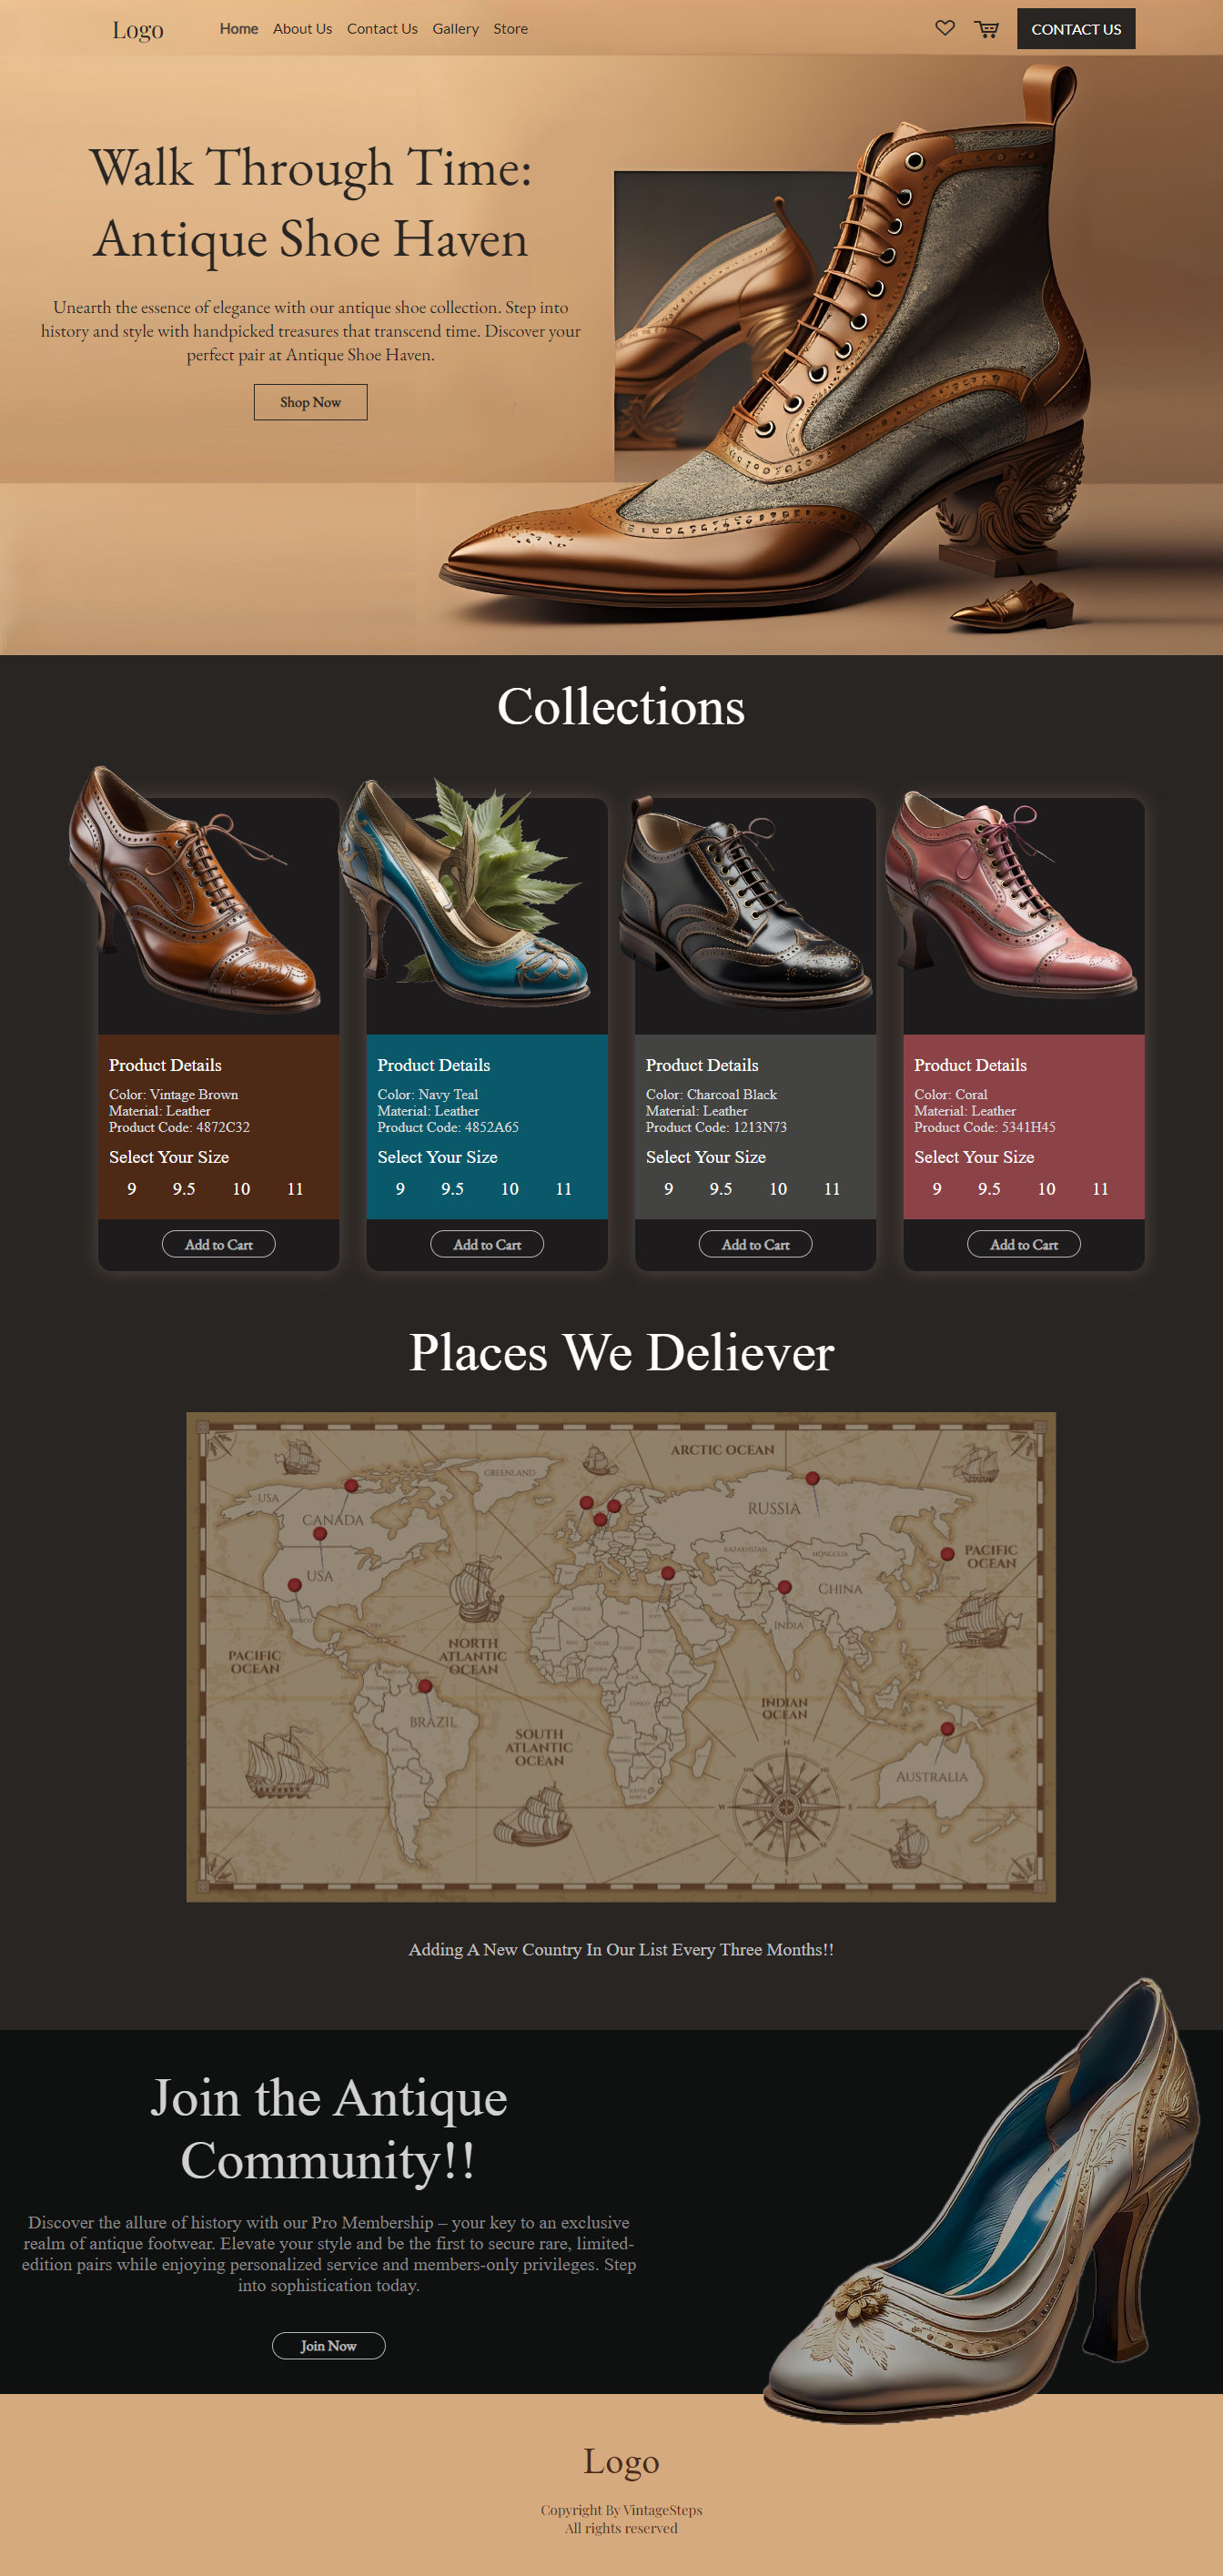 Logo
Home About Us Contact Us Gallery Store
CONTACT US
Walk Through Time:
Antique Shoe Haven
Unearth the essence of elegance with our antique shoe collection. Step into
history and style with handpicked treasures that transcend time. Discover your
perfect pair at Antique Shoe Haven.
Shop Now
Collections
Product Details
Color: Vintage Brown
Material: Leather
Product Code: 4872C32
Select Your Size
9 9.5 10 11
Add to Cart
Product Details
Color: Navy Teal
Material: Leather
Product Code: 4852A65
Select Your Size
9 9.5 10 11
Add to Cart
Product Details
Color: Charcoal Black
Material: Leather
Product Code: 1213N73
Select Your Size
9 9.5 10 11
Add to Cart
Product Details
Color: Coral
Material: Leather
Product Code: 5341H45
Select Your Size
9 9.5 10 11
Add to Cart
Places We Deliever
ARCTIC OCEAN
GREENLAND
USA
CANADA
RUSSIA
KAZAKHSTAN
MONGOLIA
PACIFIC
OCEAN
USA
CHINA
JAPAN
MEXICO
INDIA
PACIFIC
OCEAN
NORTH
ATLANTIC
OCEAN
INDIAN
OCEAN
BRAZIL
SOUTH
ATLANTIC
OCEAN
AUSTRALIA
N
W
E
S
Adding A New Country In Our List Every Three Months!!
Join the Antique
Community!!
Discover the allure of history with our Pro Membership – your key to an exclusive
realm of antique footwear. Elevate your style and be the first to secure rare, limited-
edition pairs while enjoying personalized service and members-only privileges. Step
into sophistication today.
Join Now
Logo
Copyright By VintageSteps
All rights reserved